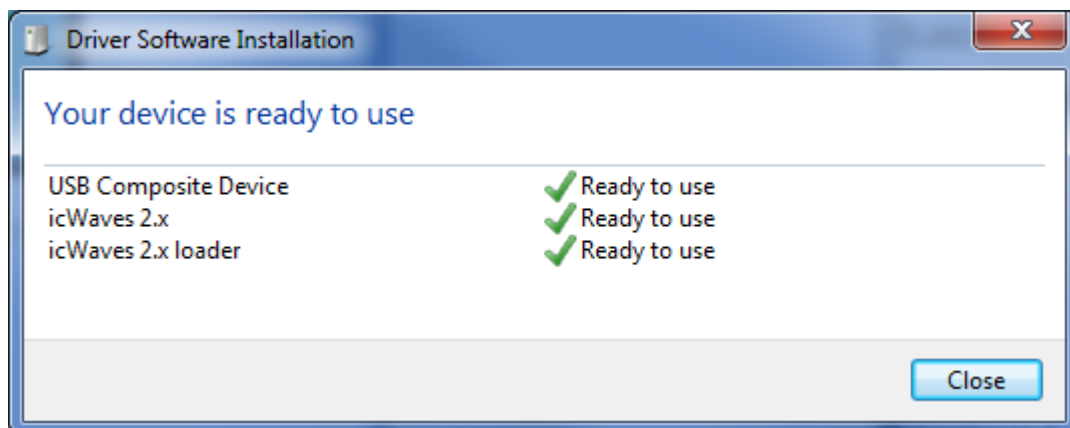 Driver Software Installation
Your device is ready to use
USB Composite Device Ready to use
icWaves 2.x Ready to use
icWaves 2.x loader Ready to use
Close